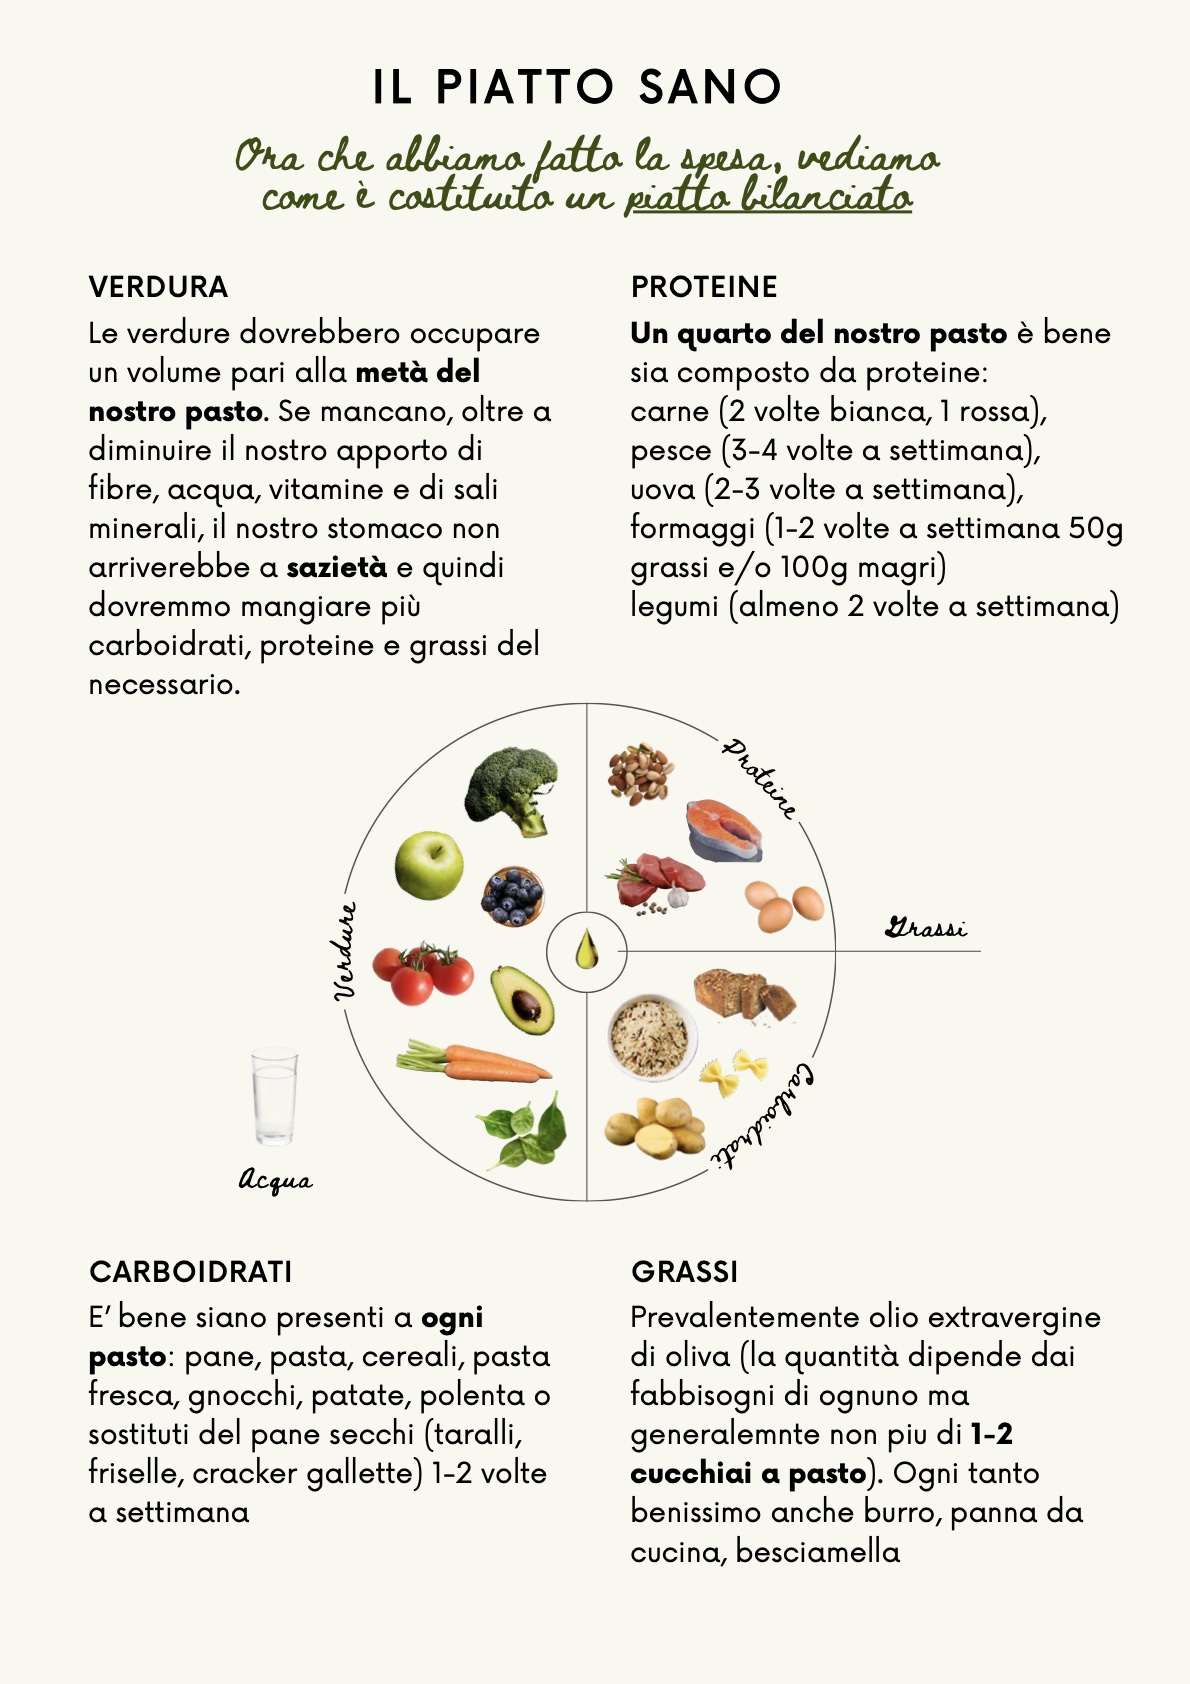 IL PIATTO SANO
Ora che abbiamo fatto la spesa, vediamo
come è costituito un piatto bilanciato
VERDURA
Le verdure dovrebbero occupare
un volume pari alla metà del
nostro pasto. Se mancano, oltre a
diminuire il nostro apporto di
fibre, acqua, vitamine e di sali
minerali, il nostro stomaco non
arriverebbe a sazietà e quindi
dovremmo mangiare più
carboidrati, proteine e grassi del
necessario.
PROTEINE
Un quarto del nostro pasto è bene
sia composto da proteine:
carne (2 volte bianca, 1 rossa),
pesce (3-4 volte a settimana),
uova (2-3 volte a settimana),
formaggi (1-2 volte a settimana 50g
grassi e/o 100g magri)
legumi (almeno 2 volte a settimana)
Proteine
Verdure
Grassi
Carboidrati
Acqua
CARBOIDRATI
E' bene siano presenti a ogni
pasto: pane, pasta, cereali, pasta
fresca, gnocchi, patate, polenta o
sostituti del pane secchi (taralli,
friselle, cracker gallette) 1-2 volte
a settimana
GRASSI
Prevalentemente olio extravergine
di oliva (la quantità dipende dai
fabbisogni di ognuno ma
generalemnte non piu di 1-2
cucchiai a pasto). Ogni tanto
benissimo anche burro, panna da
cucina, besciamella